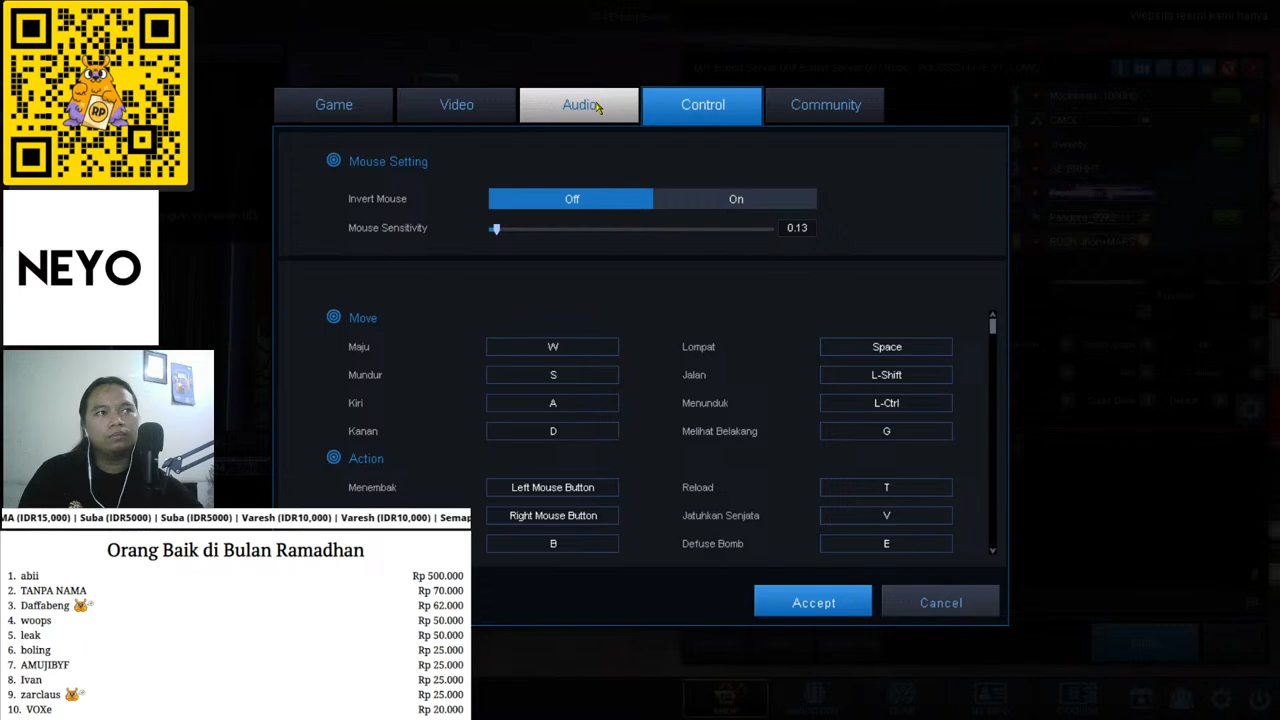 Game Video Audio Control Community
Mouse Setting
Invert Mouse Off On
Mouse Sensitivity 0.13
Move
Maju W Lompat Space
Mundur S Jalan L-Shift
Kiri A Menunduk L-Ctrl
Kanan D Melihat Belakang G
Action
Menembak Left Mouse Button Reload T
Right Mouse Button Jatuhkan Senjata V
B Defuse Bomb E
Accept Cancel
RP
NEYO
MA (IDR15,000) | Suba (IDR5000) | Suba (IDR5000) | Varesh (IDR10,000) | Varesh (IDR10,000) | Semap
Orang Baik di Bulan Ramadhan
1. abii Rp 500.000
2. TANPA NAMA Rp 70.000
3. Daffabeng Rp 62.000
4. woops Rp 50.000
5. leak Rp 50.000
6. boling Rp 25.000
7. AMUJIBYF Rp 25.000
8. Ivan Rp 25.000
9. zarclaus Rp 25.000
10. VOXe Rp 20.000